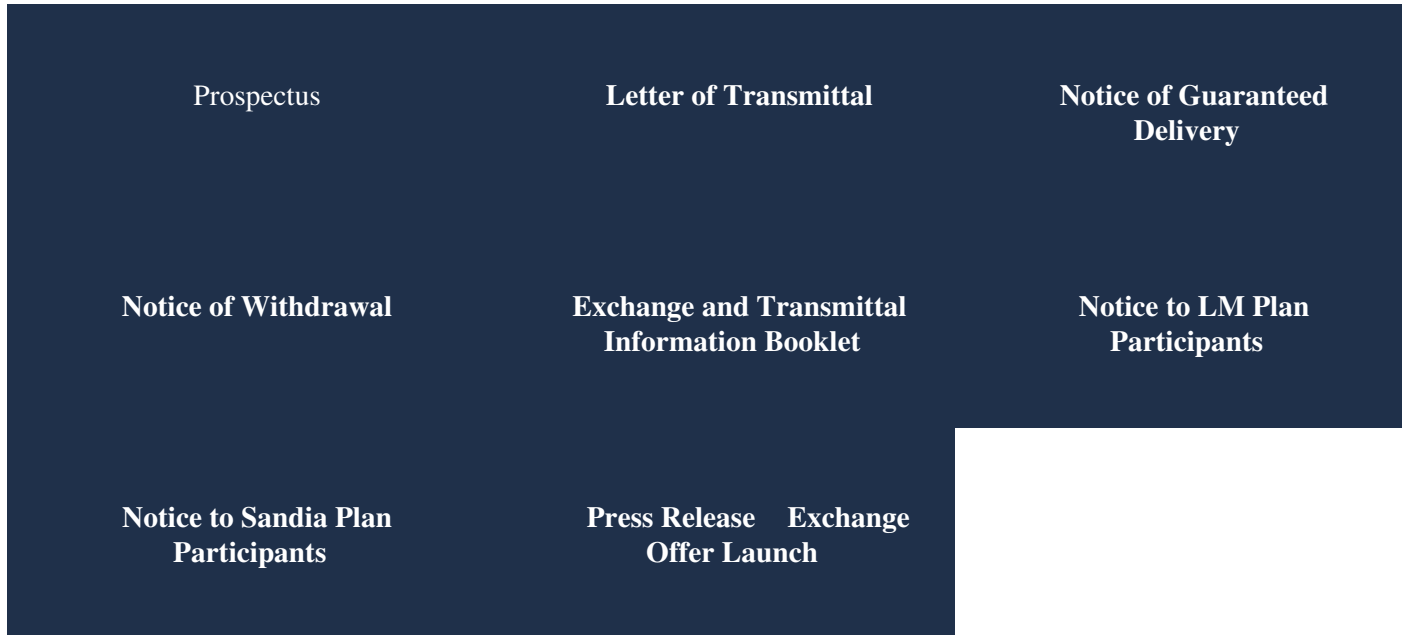 Prospectus
Letter of Transmittal
Notice of Guaranteed
Delivery
Notice of Withdrawal
Exchange and Transmittal
Information Booklet
Notice to LM Plan
Participants
Notice to Sandia Plan
Participants
Press Release Exchange
Offer Launch